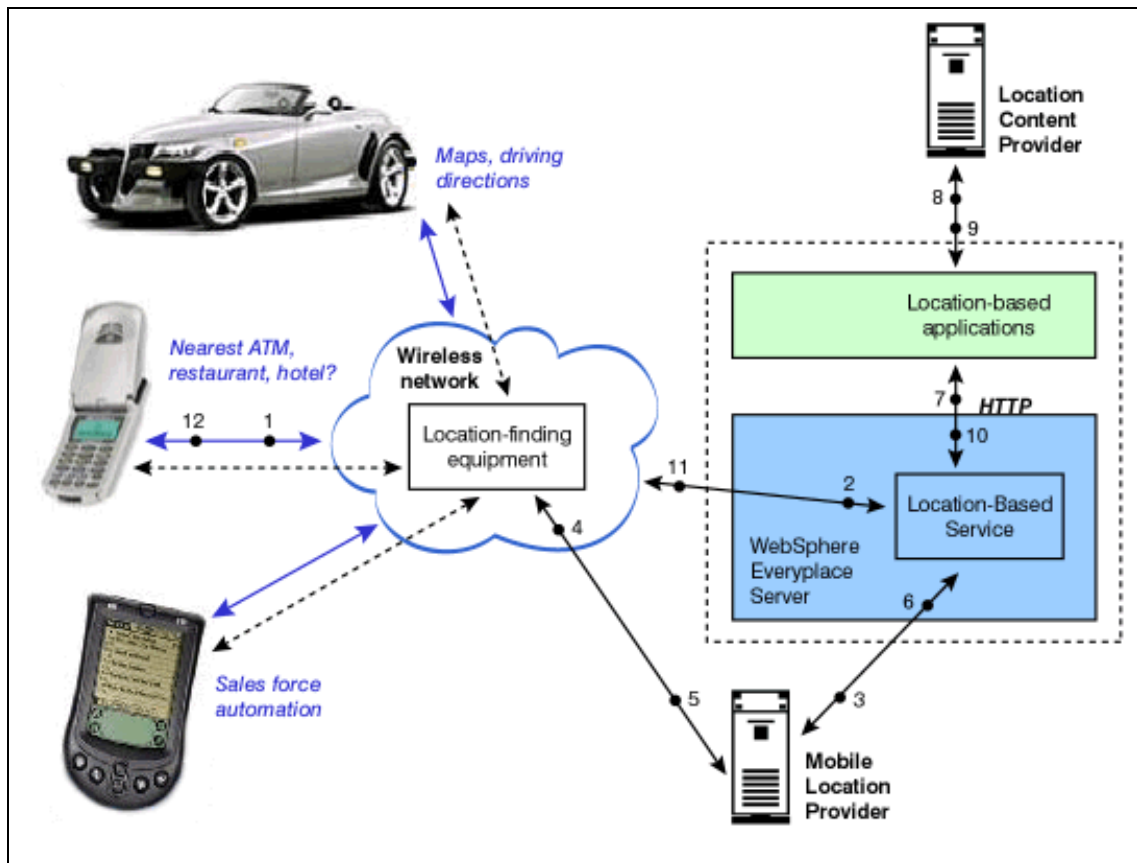 Maps, driving
directions
Location
Content
Provider
8
9
Location-based
applications
Nearest ATM,
restaurant, hotel?
Wireless
network
7
HTTP
10
12
1
Location-finding
equipment
11
2
Location-Based
Service
4
WebSphere
Everyplace
Server
6
Sales force
automation
5
3
Mobile
Location
Provider